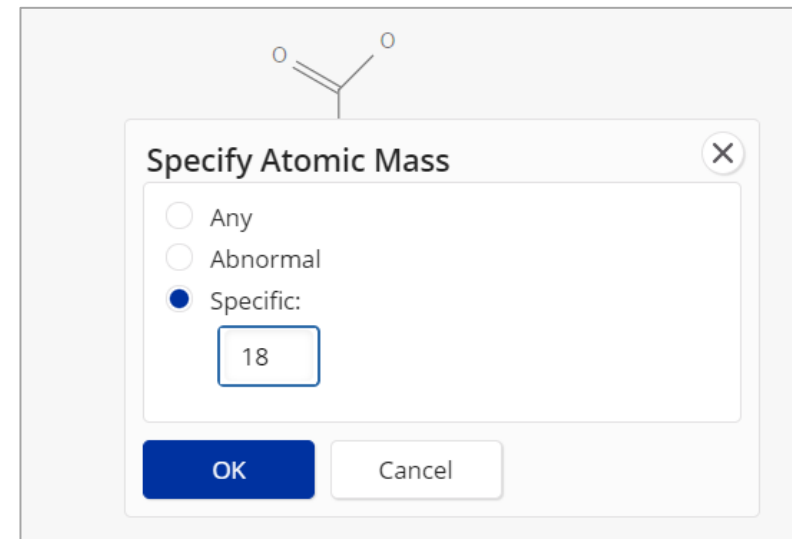 O
O
Specify Atomic Mass
Any
Abnormal
Specific:
18
OK
Cancel